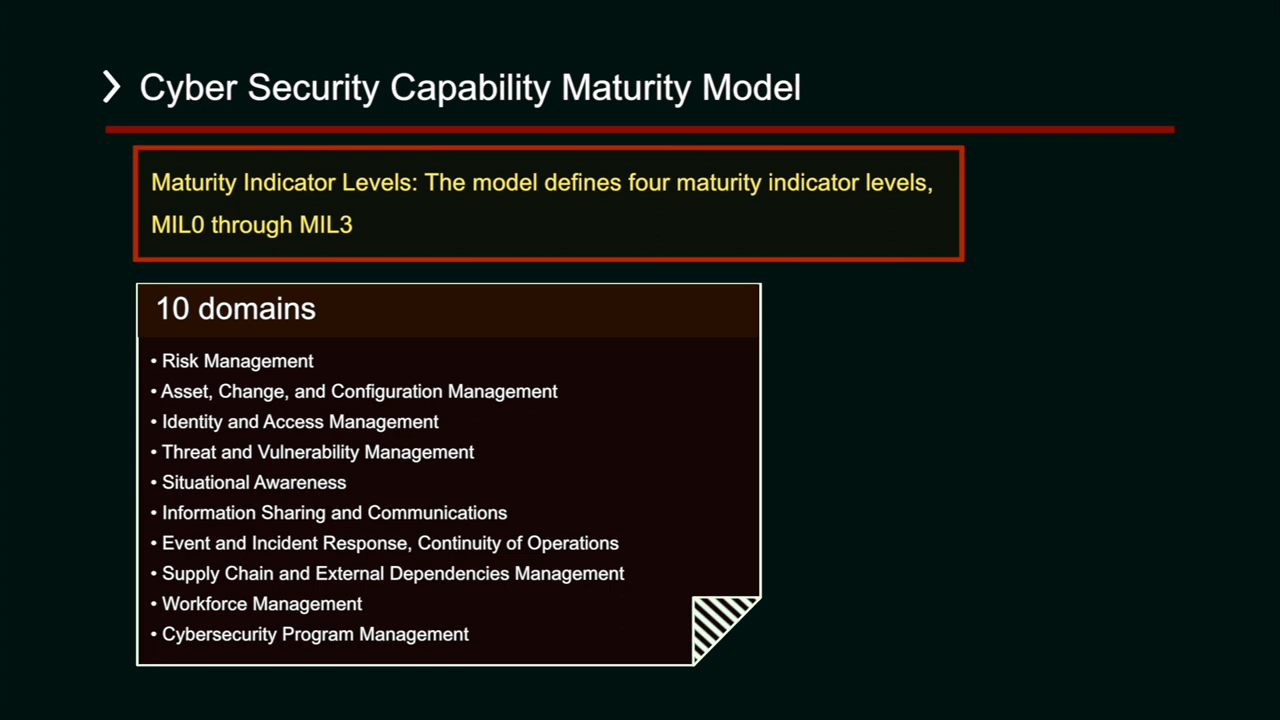 Cyber Security Capability Maturity Model
Maturity Indicator Levels: The model defines four maturity indicator levels,
MIL0 through MIL3
10 domains
• Risk Management
• Asset, Change, and Configuration Management
• Identity and Access Management
• Threat and Vulnerability Management
• Situational Awareness
• Information Sharing and Communications
• Event and Incident Response, Continuity of Operations
• Supply Chain and External Dependencies Management
• Workforce Management
• Cybersecurity Program Management